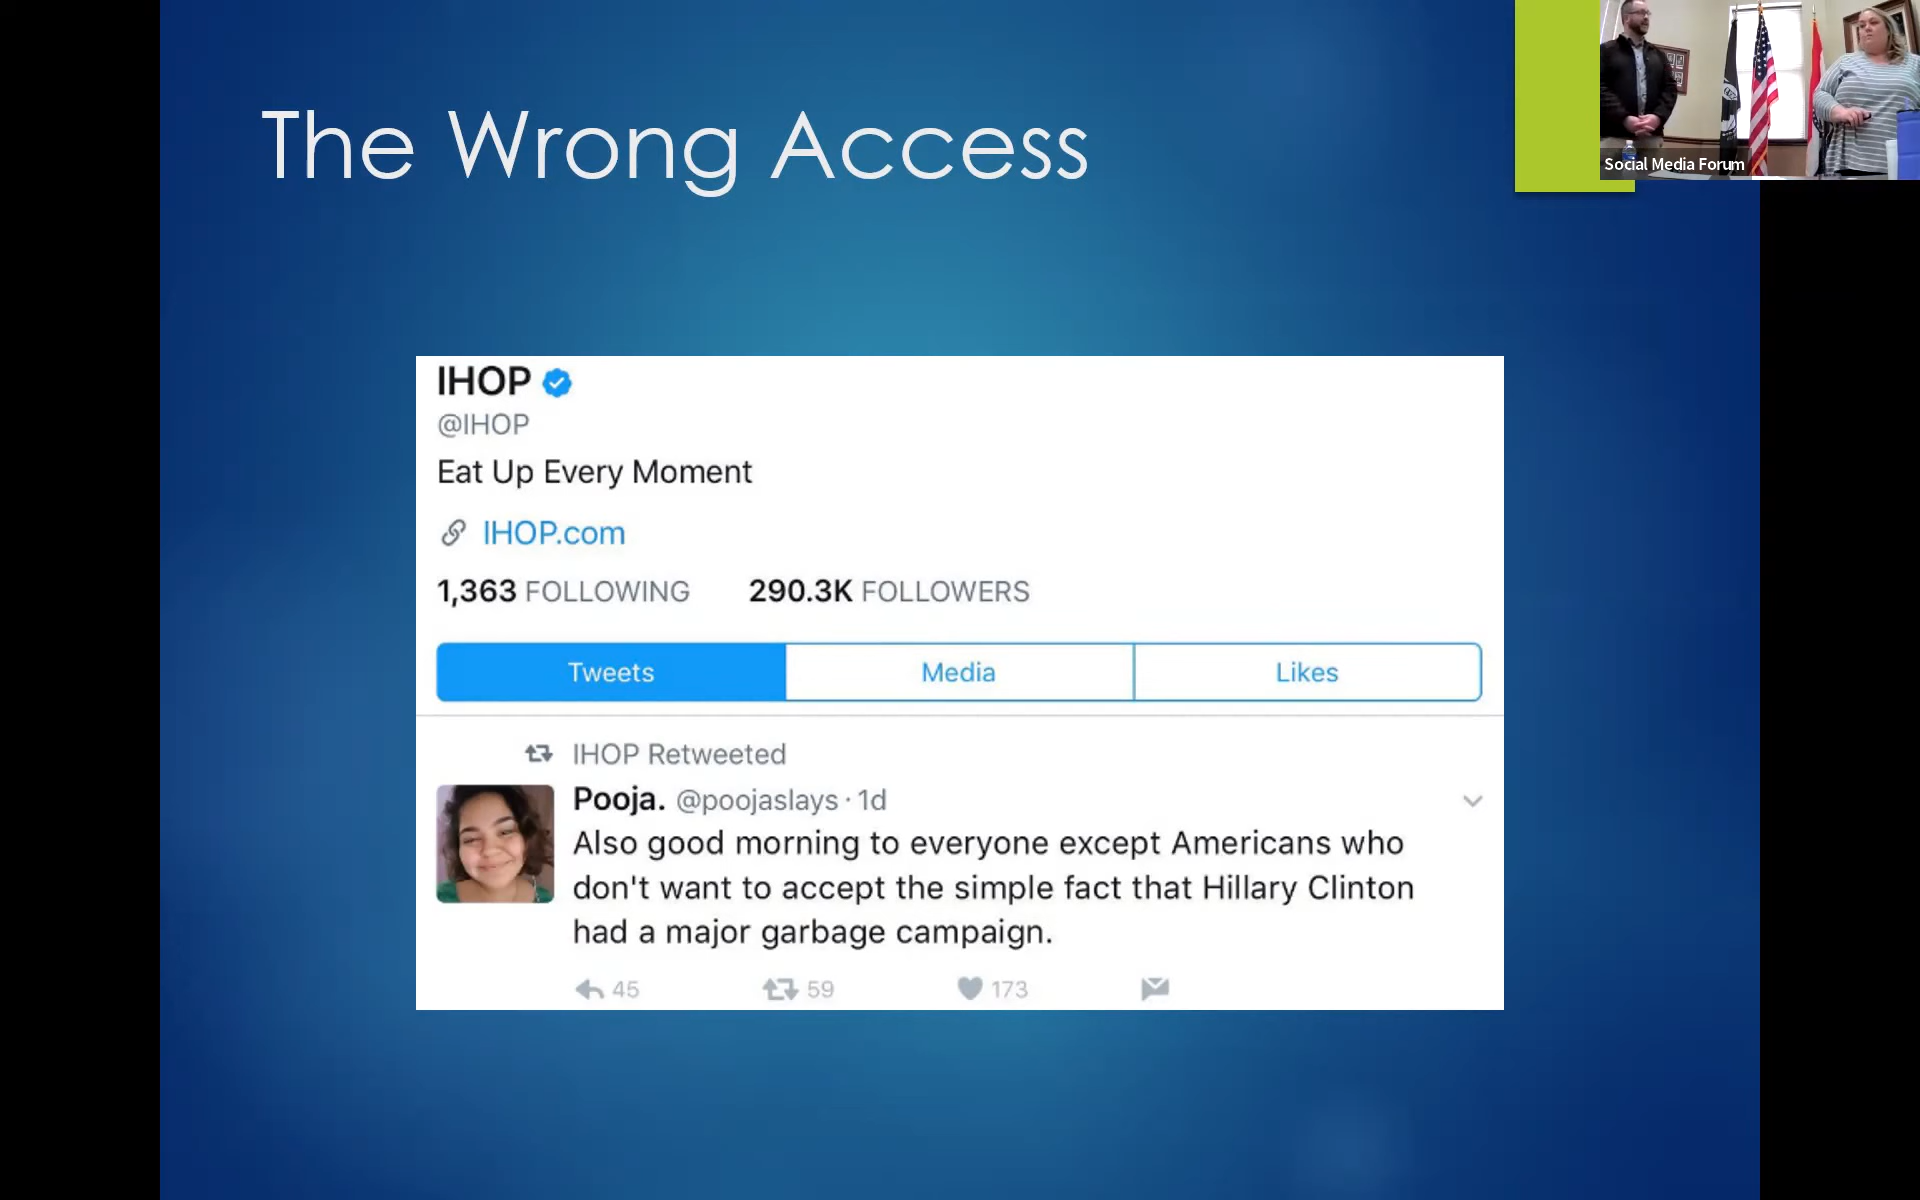 The Wrong Access
Social Media Forum
IHOP
@IHOP
Eat Up Every Moment
IHOP.com
1,363 FOLLOWING 290.3K FOLLOWERS
Tweets Media Likes
IHOP Retweeted
Pooja. @poojaslays · 1d
Also good morning to everyone except Americans who
don't want to accept the simple fact that Hillary Clinton
had a major garbage campaign.
45 59 173